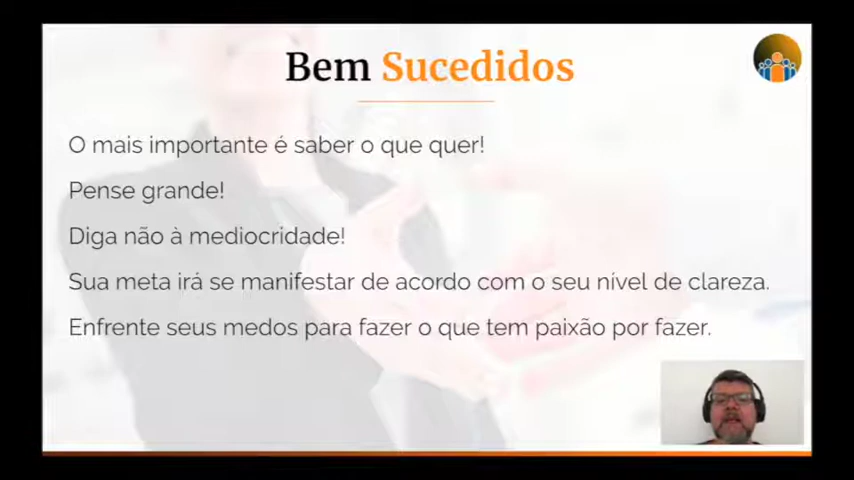 Bem Sucedidos
O mais importante é saber o que quer!
Pense grande!
Diga não à mediocridade!
Sua meta irá se manifestar de acordo com o seu nível de clareza.
Enfrente seus medos para fazer o que tem paixão por fazer.